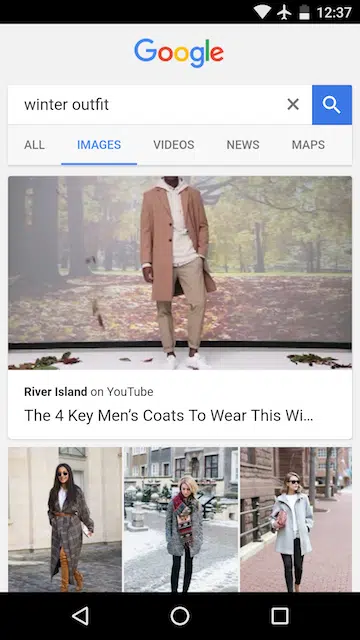 12:37
Google
winter outfit
ALL IMAGES VIDEOS NEWS MAPS
River Island on YouTube
The 4 Key Men’s Coats To Wear This Wi...